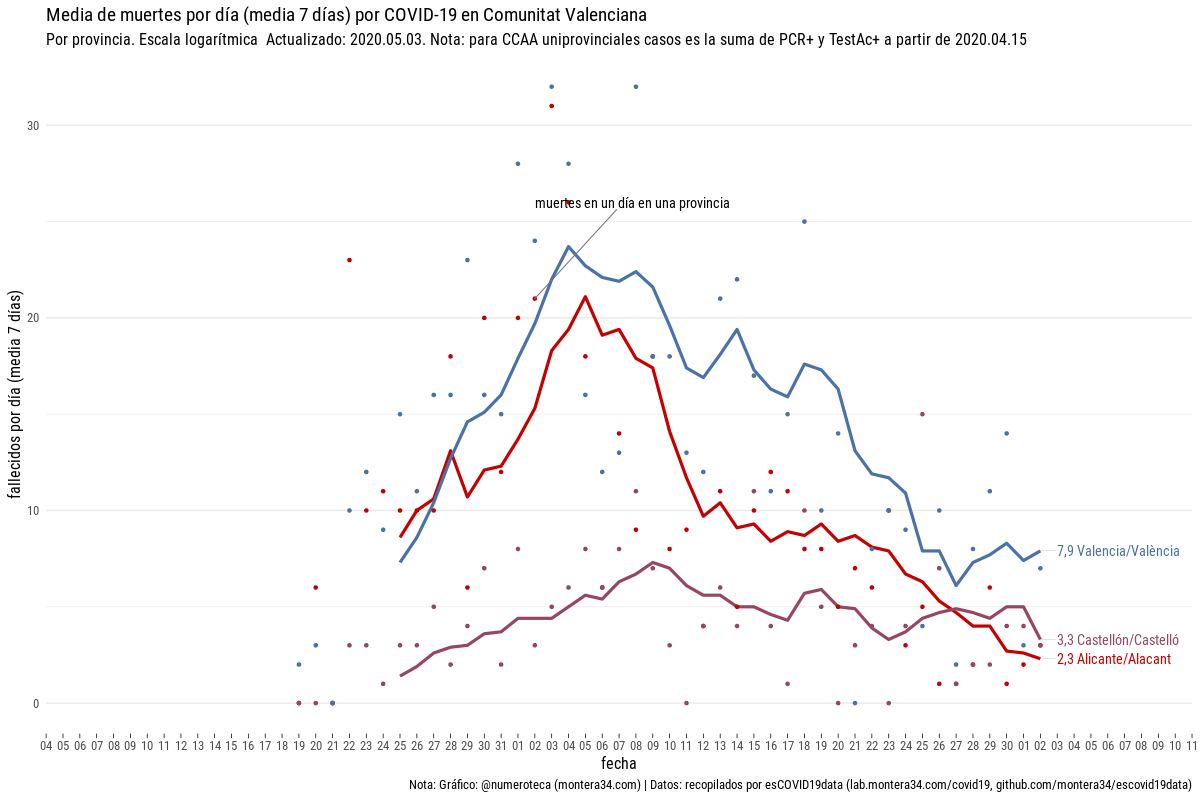 Media de muertes por día (media 7 días) por COVID-19 en Comunitat Valenciana
Por provincia. Escala logarítmica  Actualizado: 2020.05.03. Nota: para CCAA uniprovinciales casos es la suma de PCR+ y TestAc+ a partir de 2020.04.15
fallecidos por día (media 7 días)
30
20
10
0
muertes en un día en una provincia
7,9 Valencia/València
3,3 Castellón/Castelló
2,3 Alicante/Alacant
04 05 06 07 08 09 10 11 12 13 14 15 16 17 18 19 20 21 22 23 24 25 26 27 28 29 30 31 01 02 03 04 05 06 07 08 09 10 11 12 13 14 15 16 17 18 19 20 21 22 23 24 25 26 27 28 29 30 01 02 03 04 05 06 07 08 09 10 11
fecha
Nota: Gráfico: @numeroteca (montera34.com) | Datos: recopilados por esCOVID19data (lab.montera34.com/covid19, github.com/montera34/escovid19data)